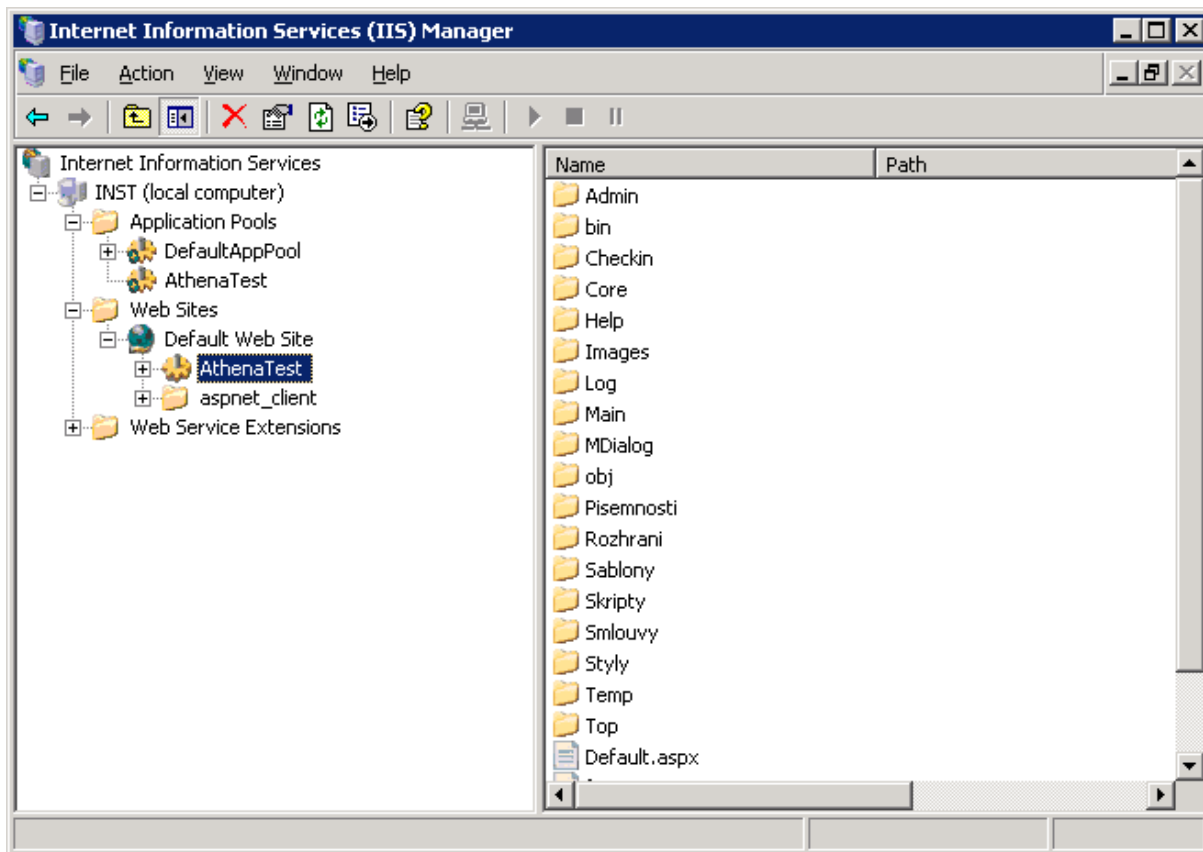 Internet Information Services (IIS) Manager
File Action View Window Help
Internet Information Services
INST (local computer)
Application Pools
DefaultAppPool
AthenaTest
Web Sites
Default Web Site
AthenaTest
aspnet_client
Web Service Extensions
Name Path
Admin
bin
Checkin
Core
Help
Images
Log
Main
MDialog
obj
Pisemnosti
Rozhrani
Sablony
Skripty
Smlouvy
Styly
Temp
Top
Default.aspx